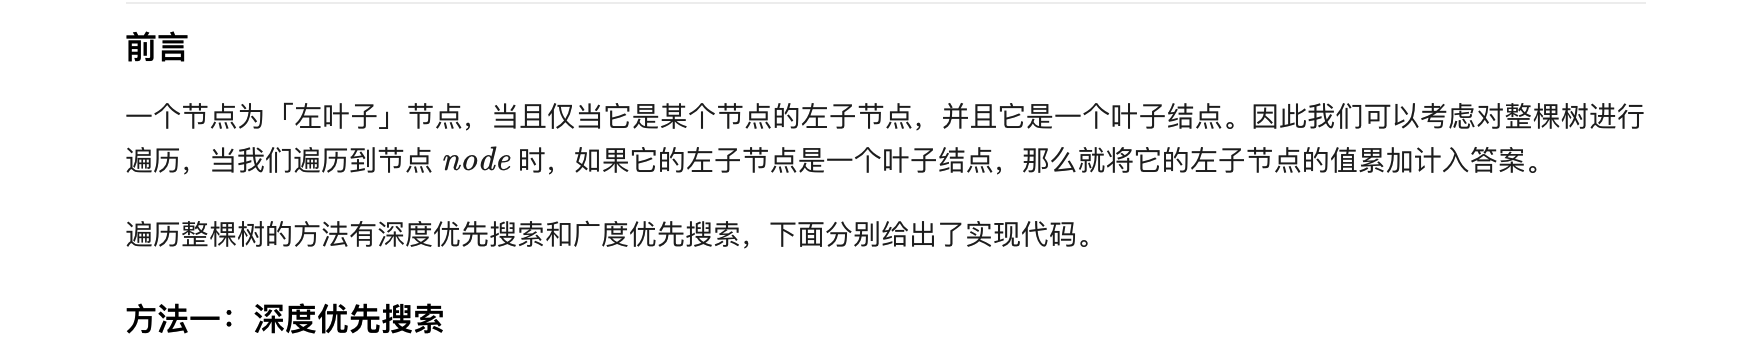 前言
一个节点为「左叶子」节点，当且仅当它是某个节点的左子节点，并且它是一个叶子结点。因此我们可以考虑对整棵树进行
遍历，当我们遍历到节点 node 时，如果它的左子节点是一个叶子结点，那么就将它的左子节点的值累加计入答案。
遍历整棵树的方法有深度优先搜索和广度优先搜索，下面分别给出了实现代码。
方法一：深度优先搜索